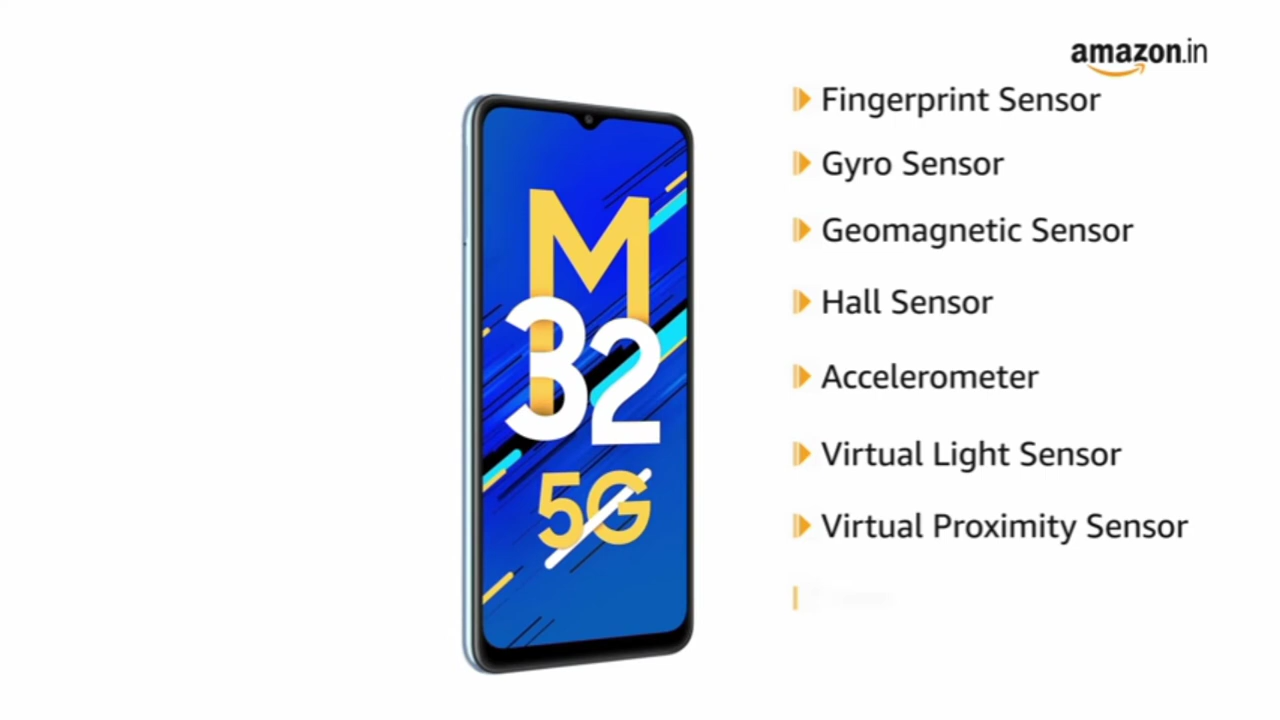 amazon.in
Fingerprint Sensor
Gyro Sensor
Geomagnetic Sensor
Hall Sensor
Accelerometer
Virtual Light Sensor
Virtual Proximity Sensor
M
32
5G